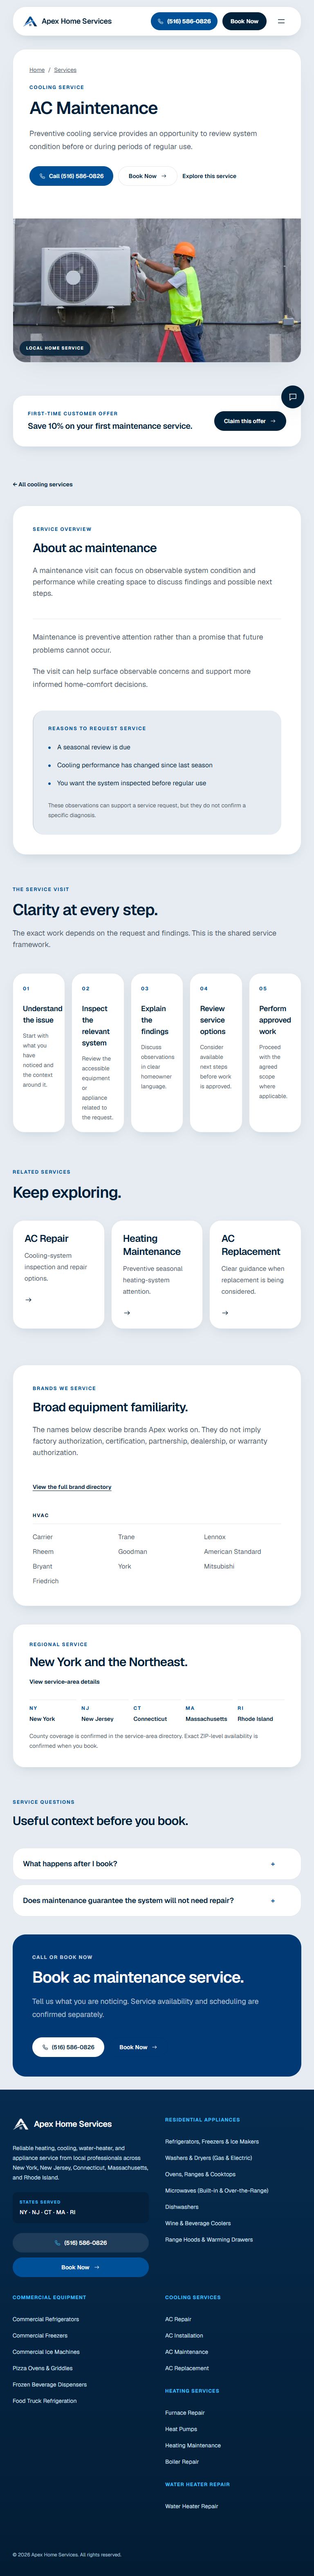 Apex Home Services
(516) 586-0826
Book Now
Home / Services
COOLING SERVICE
AC Maintenance
Preventive cooling service provides an opportunity to review system
condition before or during periods of regular use.
Call (516) 586-0826
Book Now →
Explore this service
LOCAL HOME SERVICE
FIRST-TIME CUSTOMER OFFER
Save 10% on your first maintenance service.
Claim this offer →
← All cooling services
SERVICE OVERVIEW
About ac maintenance
A maintenance visit can focus on observable system condition and
performance while creating space to discuss findings and possible next
steps.
Maintenance is preventive attention rather than a promise that future
problems cannot occur.
The visit can help surface observable concerns and support more
informed home-comfort decisions.
REASONS TO REQUEST SERVICE
A seasonal review is due
Cooling performance has changed since last season
You want the system inspected before regular use
These observations can support a service request, but they do not confirm a
specific diagnosis.
THE SERVICE VISIT
Clarity at every step.
The exact work depends on the request and findings. This is the shared service
framework.
01
Understand
the issue
Start with
what you
have
noticed and
the context
around it.
02
Inspect
the
relevant
system
Review the
accessible
equipment
or
appliance
related to
the request.
03
Explain
the
findings
Discuss
observations
in clear
homeowner
language.
04
Review
service
options
Consider
available
next steps
before work
is approved.
05
Perform
approved
work
Proceed
with the
agreed
scope
where
applicable.
RELATED SERVICES
Keep exploring.
AC Repair
Cooling-system
inspection and repair
options.
→
Heating
Maintenance
Preventive seasonal
heating-system
attention.
→
AC
Replacement
Clear guidance when
replacement is being
considered.
→
BRANDS WE SERVICE
Broad equipment familiarity.
The names below describe brands Apex works on. They do not imply
factory authorization, certification, partnership, dealership, or warranty
authorization.
View the full brand directory
HVAC
Carrier
Trane
Lennox
Rheem
Goodman
American Standard
Bryant
York
Mitsubishi
Friedrich
REGIONAL SERVICE
New York and the Northeast.
View service-area details
NY
New York
NJ
New Jersey
CT
Connecticut
MA
Massachusetts
RI
Rhode Island
County coverage is confirmed in the service-area directory. Exact ZIP-level availability is
confirmed when you book.
SERVICE QUESTIONS
Useful context before you book.
What happens after I book? +
Does maintenance guarantee the system will not need repair? +
CALL OR BOOK NOW
Book ac maintenance service.
Tell us what you are noticing. Service availability and scheduling are
confirmed separately.
(516) 586-0826
Book Now →
Apex Home Services
Reliable heating, cooling, water-heater, and
appliance service from local professionals across
New York, New Jersey, Connecticut, Massachusetts,
and Rhode Island.
STATES SERVED
NY · NJ · CT · MA · RI
(516) 586-0826
Book Now →
RESIDENTIAL APPLIANCES
Refrigerators, Freezers & Ice Makers
Washers & Dryers (Gas & Electric)
Ovens, Ranges & Cooktops
Microwaves (Built-in & Over-the-Range)
Dishwashers
Wine & Beverage Coolers
Range Hoods & Warming Drawers
COMMERCIAL EQUIPMENT
Commercial Refrigerators
Commercial Freezers
Commercial Ice Machines
Pizza Ovens & Griddles
Frozen Beverage Dispensers
Food Truck Refrigeration
COOLING SERVICES
AC Repair
AC Installation
AC Maintenance
AC Replacement
HEATING SERVICES
Furnace Repair
Heat Pumps
Heating Maintenance
Boiler Repair
WATER HEATER REPAIR
Water Heater Repair
© 2026 Apex Home Services. All rights reserved.